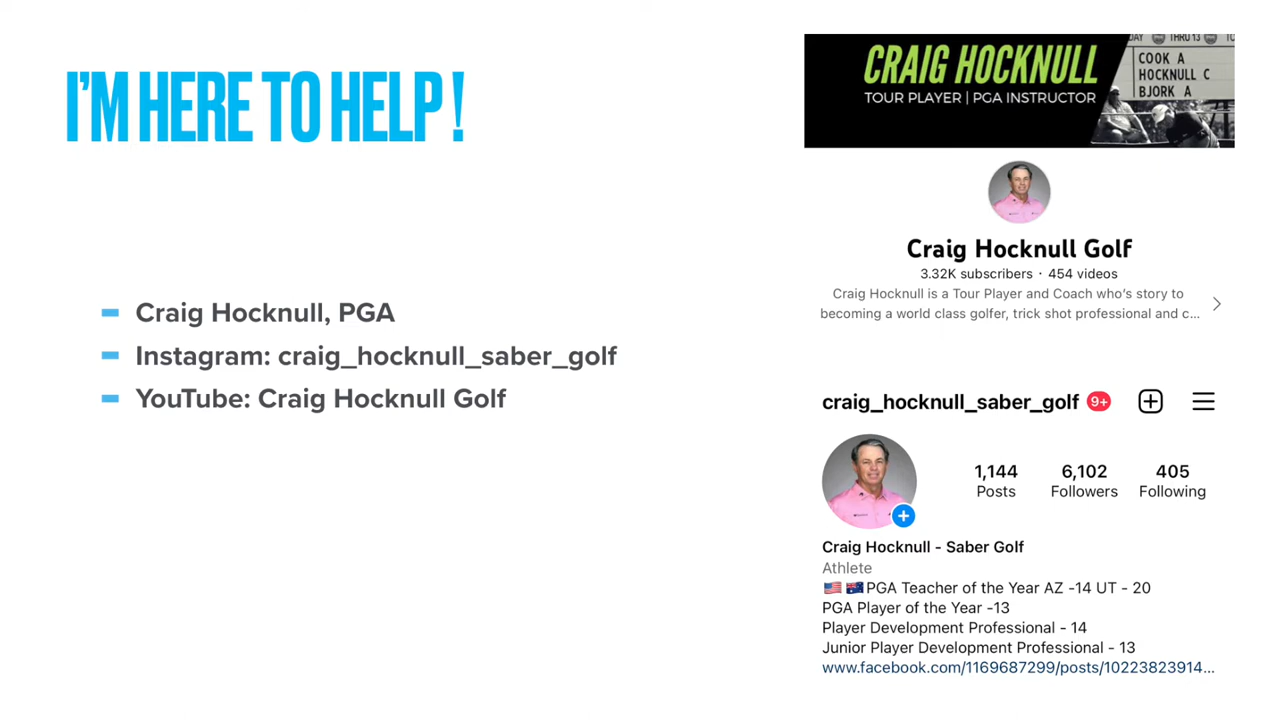 I'M HERE TO HELP!
Craig Hocknull, PGA
Instagram: craig_hocknull_saber_golf
YouTube: Craig Hocknull Golf
CRAIG HOCKNULL
TOUR PLAYER | PGA INSTRUCTOR
THRU 13
COOK A
HOCKNULL C
BJORK A
Craig Hocknull Golf
3.32K subscribers · 454 videos
Craig Hocknull is a Tour Player and Coach who's story to
becoming a world class golfer, trick shot professional and c...
craig_hocknull_saber_golf 9+
1,144 6,102 405
Posts Followers Following
Craig Hocknull - Saber Golf
Athlete
🇺🇸 🇦🇺PGA Teacher of the Year AZ -14 UT - 20
PGA Player of the Year -13
Player Development Professional - 14
Junior Player Development Professional - 13
www.facebook.com/1169687299/posts/10223823914...